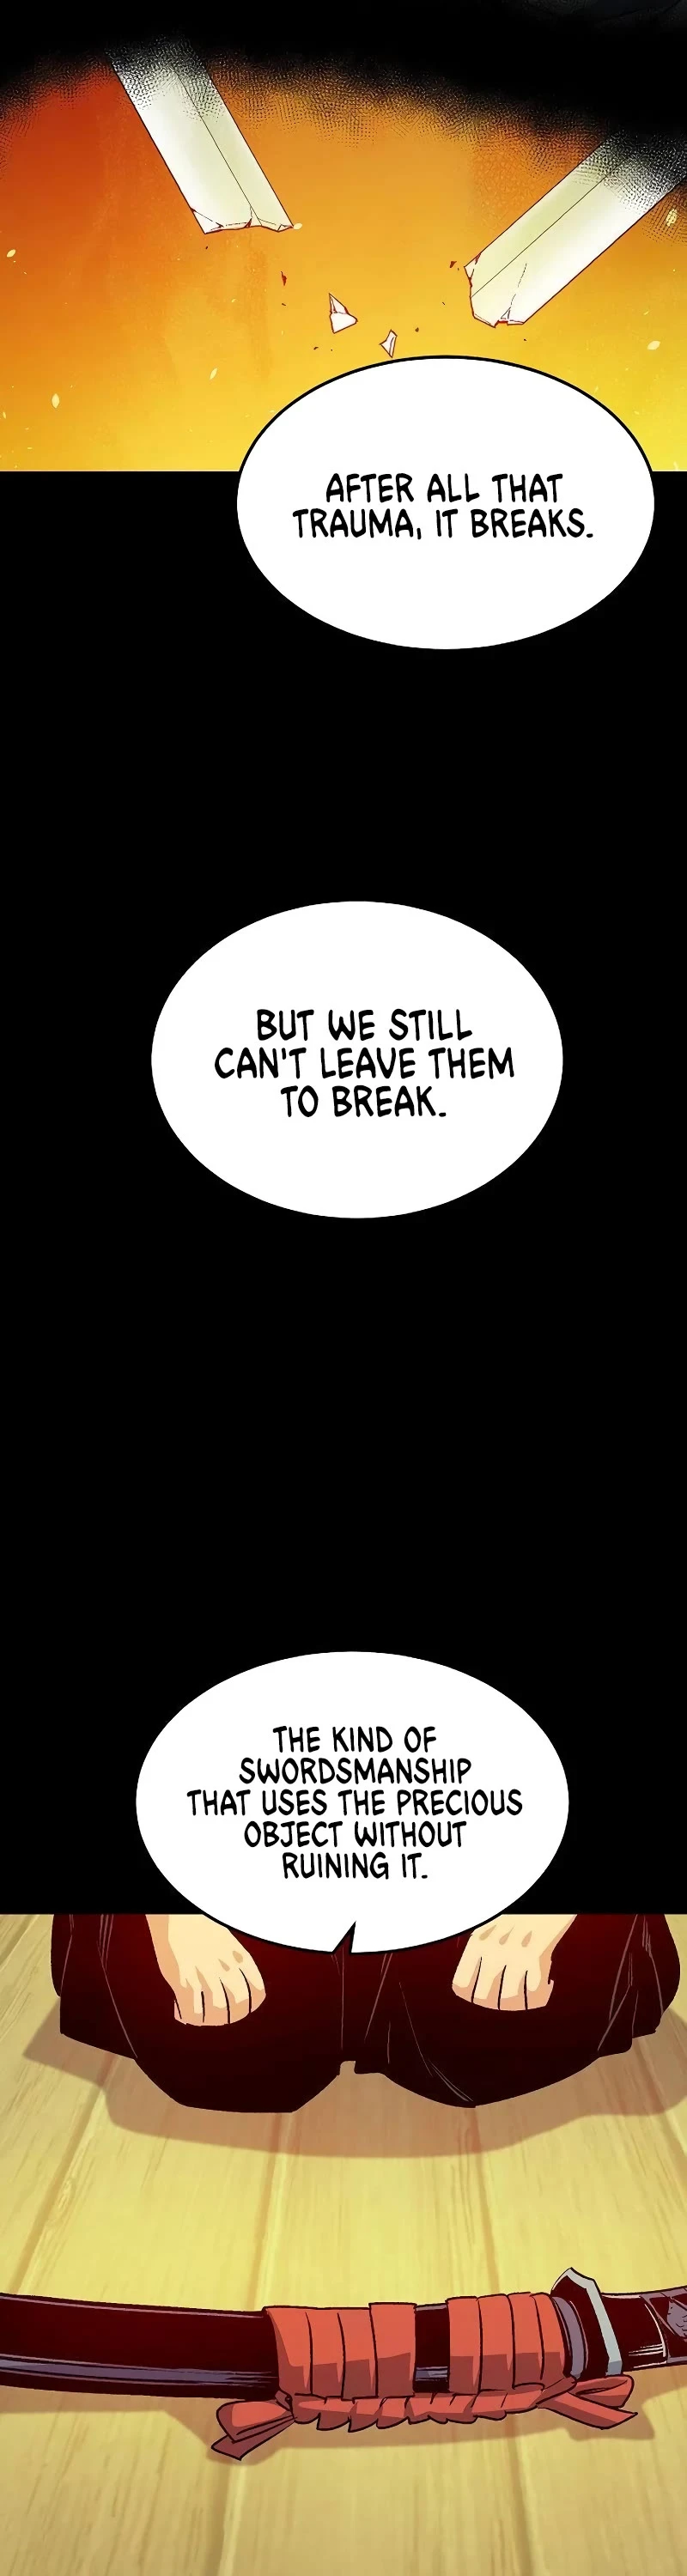 AFTER ALL THAT
TRAUMA, IT BREAKS.
BUT WE STILL
CAN'T LEAVE THEM
TO BREAK.
THE KIND OF
SWORDSMANSHIP
THAT USES THE PRECIOUS
OBJECT WITHOUT
RUINING IT.